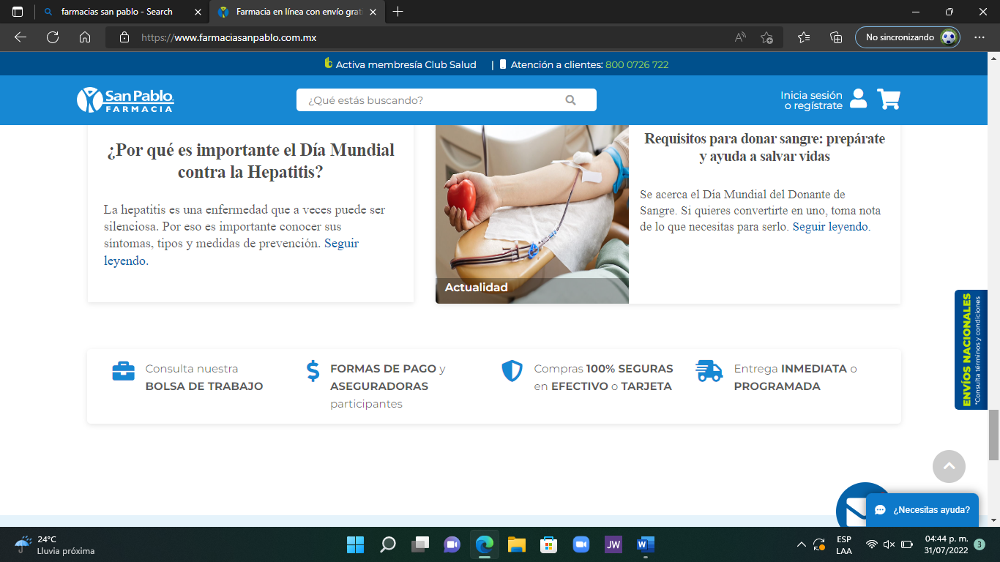 farmacias san pablo - Search
Farmacia en línea con envío grati
https://www.farmaciasanpablo.com.mx
No sincronizando
Activa membresía Club Salud | Atención a clientes: 800 0726 722
San Pablo
FARMACIA
¿Qué estás buscando?
Inicia sesión
o regístrate
¿Por qué es importante el Día Mundial
contra la Hepatitis?
La hepatitis es una enfermedad que a veces puede ser
silenciosa. Por eso es importante conocer sus
síntomas, tipos y medidas de prevención. Seguir
leyendo.
Actualidad
Requisitos para donar sangre: prepárate
y ayuda a salvar vidas
Se acerca el Día Mundial del Donante de
Sangre. Si quieres convertirte en uno, toma nota
de lo que necesitas para serlo. Seguir leyendo.
ENVÍOS NACIONALES
*Consulta términos y condiciones
Consulta nuestra
BOLSA DE TRABAJO
FORMAS DE PAGO y
ASEGURADORAS
participantes
Compras 100% SEGURAS
en EFECTIVO o TARJETA
Entrega INMEDIATA o
PROGRAMADA
¿Necesitas ayuda?
24°C
Lluvia próxima
JW
ESP
LAA
04:44 p. m.
31/07/2022
3